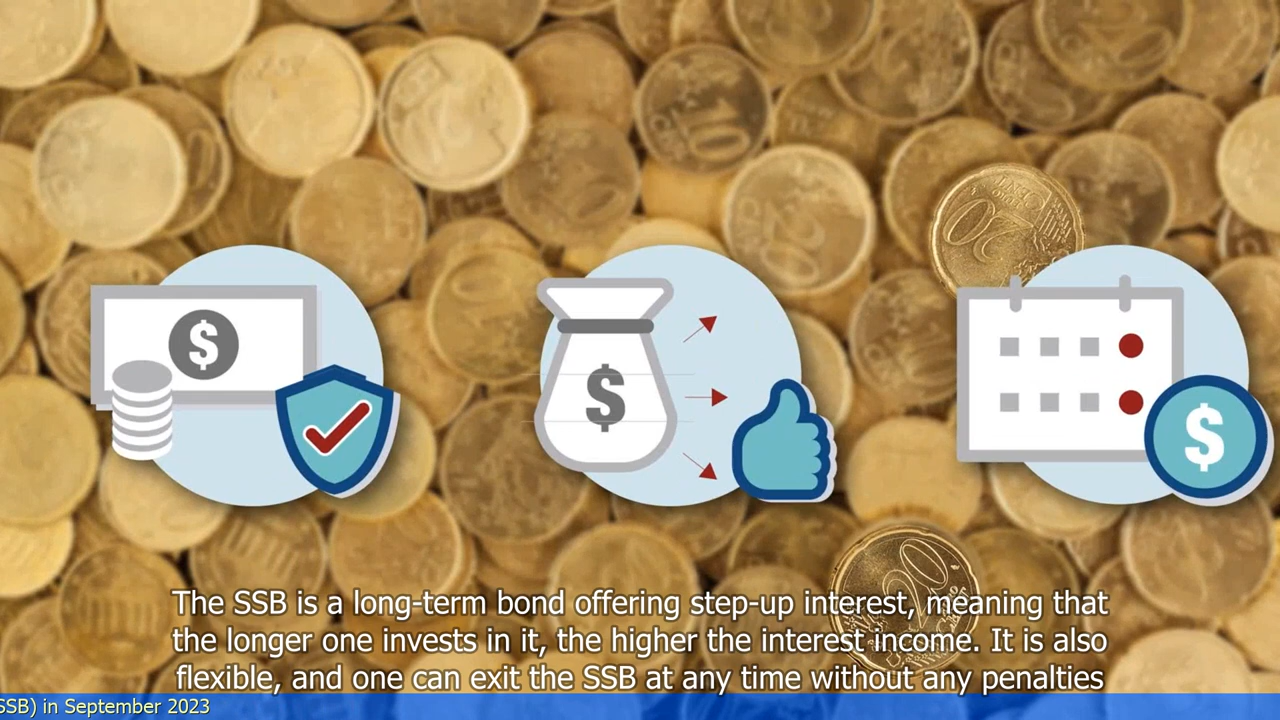 $
$
$
The SSB is a long-term bond offering step-up interest, meaning that
the longer one invests in it, the higher the interest income. It is also
flexible, and one can exit the SSB at any time without any penalties
SSB) in September 2023